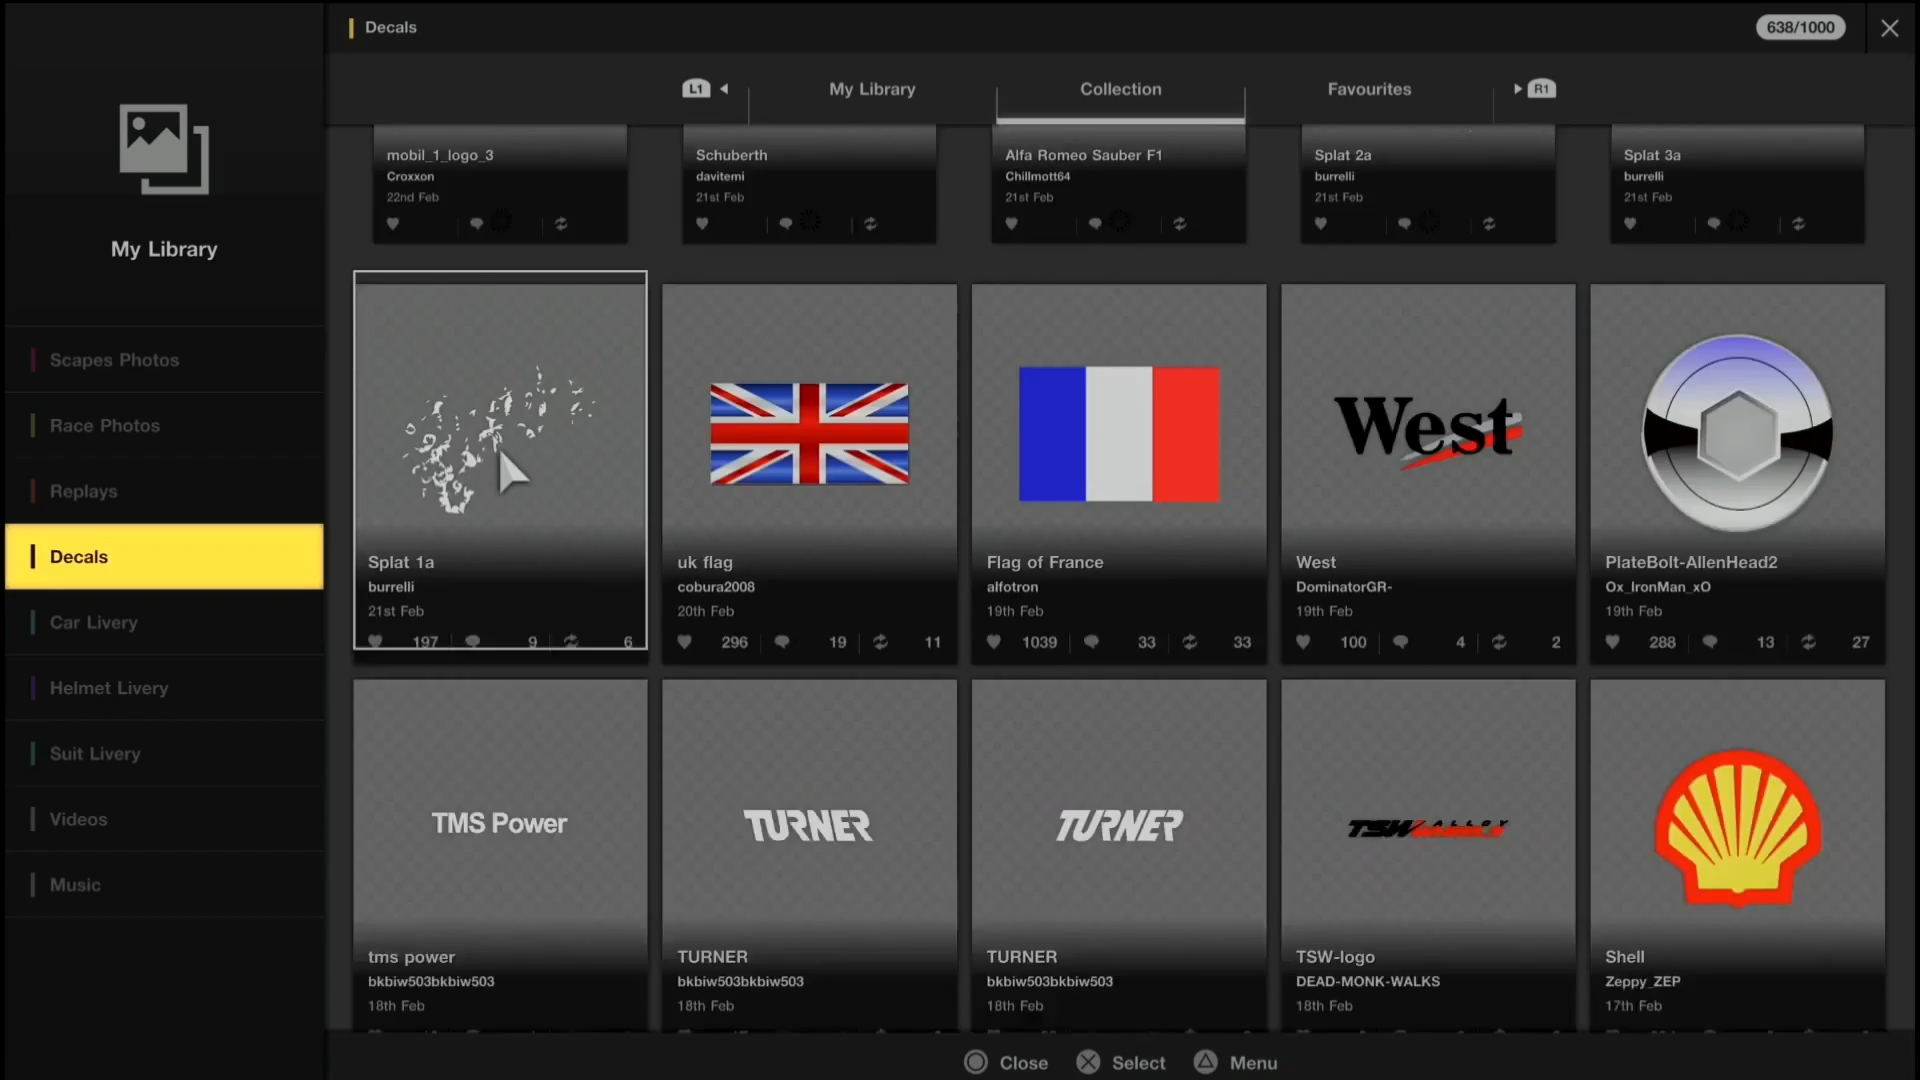 Decals
638/1000
L1
My Library
Collection
Favourites
R1
My Library
Scapes Photos
Race Photos
Replays
Decals
Car Livery
Helmet Livery
Suit Livery
Videos
Music
mobil_1_logo_3
Croxxon
22nd Feb
Schuberth
davitemi
21st Feb
Alfa Romeo Sauber F1
Chillmott64
21st Feb
Splat 2a
burrelli
21st Feb
Splat 3a
burrelli
21st Feb
Splat 1a
burrelli
21st Feb
197 9 6
uk flag
cobura2008
20th Feb
296 19 11
Flag of France
alfotron
19th Feb
1039 33 33
West
West
DominatorGR-
19th Feb
100 4 2
PlateBolt-AllenHead2
Ox_IronMan_xO
19th Feb
288 13 27
TMS Power
tms power
bkbiw503bkbiw503
18th Feb
TURNER
TURNER
bkbiw503bkbiw503
18th Feb
TURNER
TURNER
bkbiw503bkbiw503
18th Feb
TSW ALLOY
TSW-logo
DEAD-MONK-WALKS
18th Feb
Shell
Zeppy_ZEP
17th Feb
Close
Select
Menu